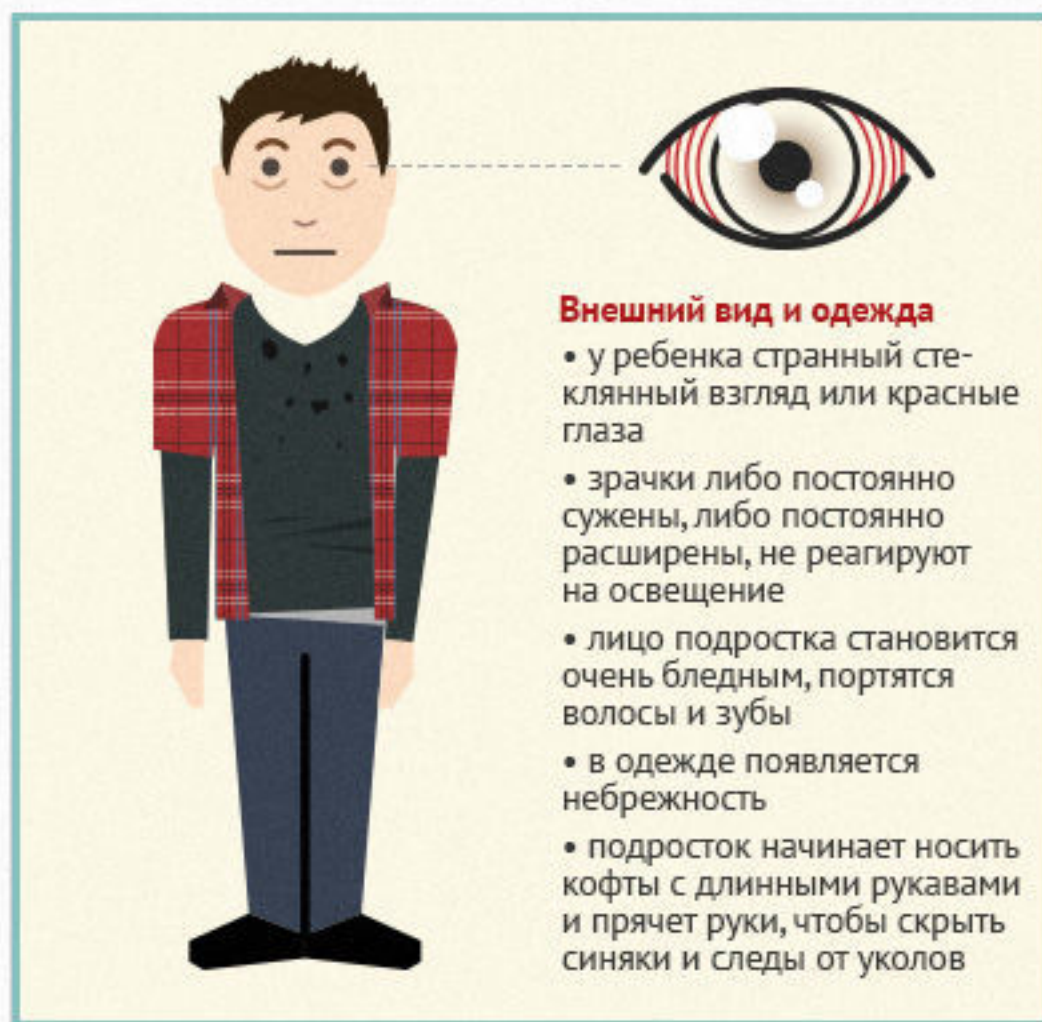 Внешний вид и одежда
• у ребенка странный сте-
клянный взгляд или красные
глаза
• зрачки либо постоянно
сужены, либо постоянно
расширены, не реагируют
на освещение
• лицо подростка становится
очень бледным, портятся
волосы и зубы
• в одежде появляется
небрежность
• подросток начинает носить
кофты с длинными рукавами
и прячет руки, чтобы скрыть
синяки и следы от уколов